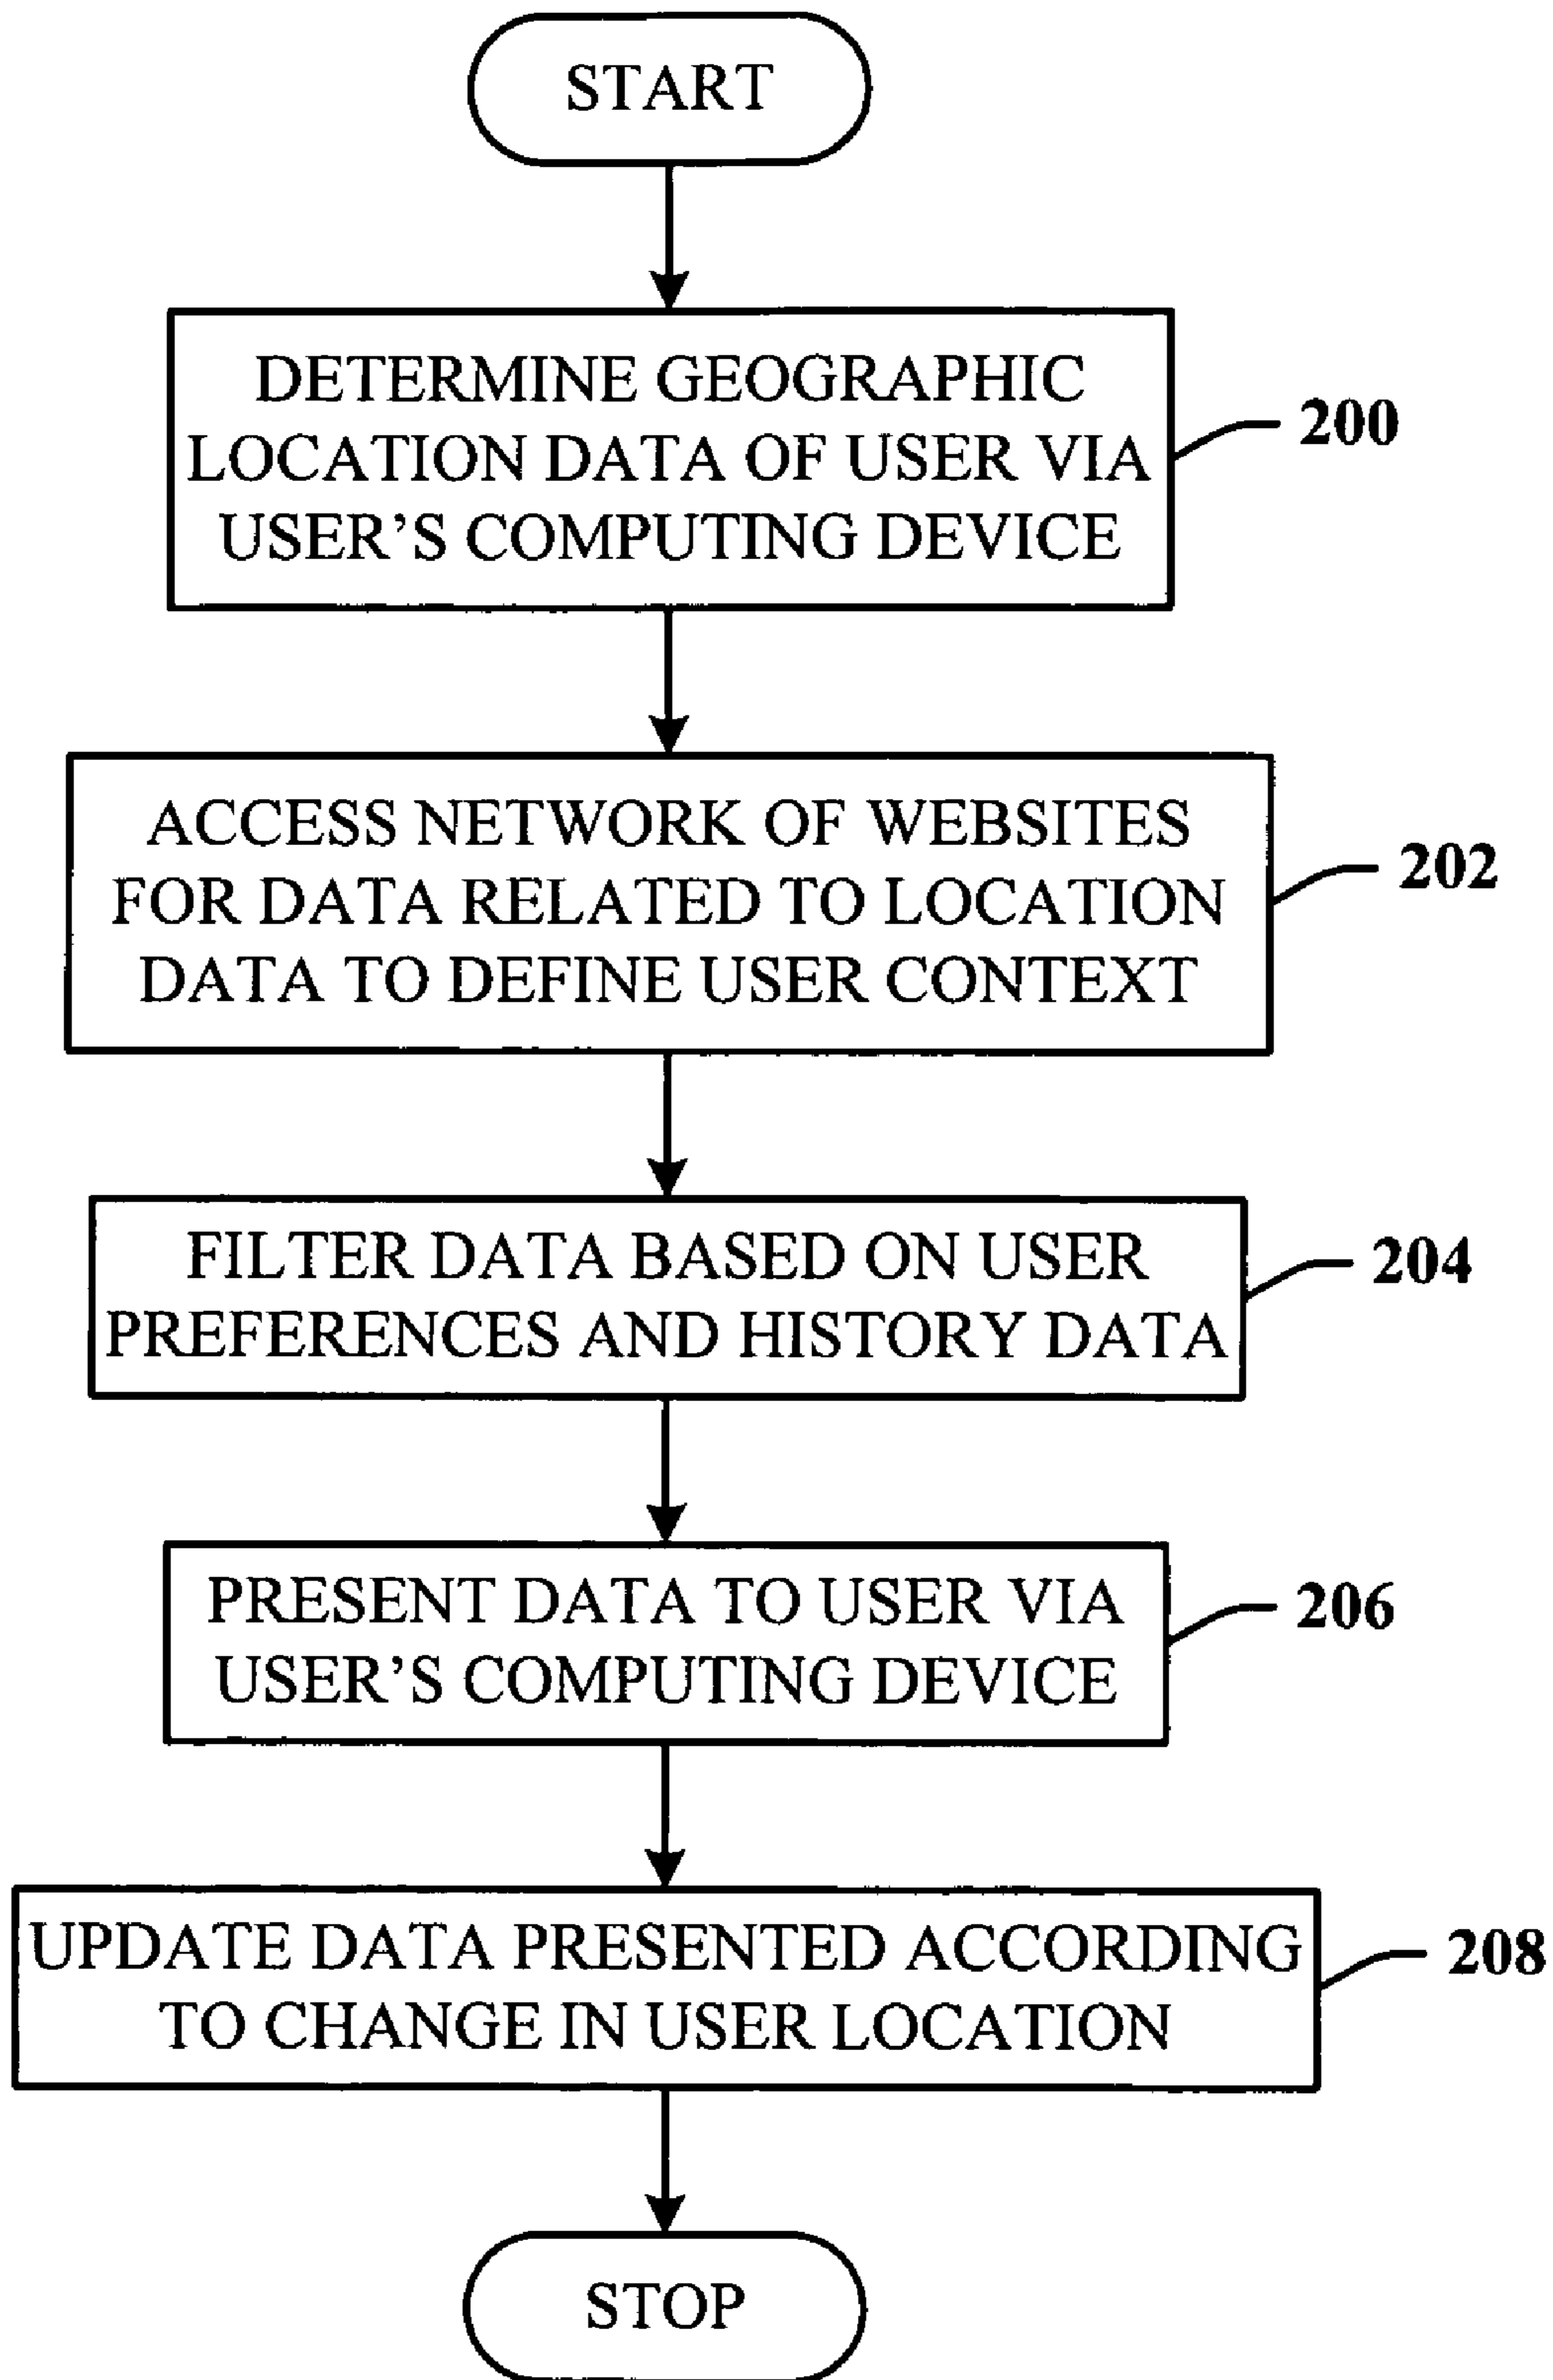 START
DETERMINE GEOGRAPHIC
LOCATION DATA OF USER VIA
USER'S COMPUTING DEVICE
200
ACCESS NETWORK OF WEBSITES
FOR DATA RELATED TO LOCATION
DATA TO DEFINE USER CONTEXT
202
FILTER DATA BASED ON USER
PREFERENCES AND HISTORY DATA
204
PRESENT DATA TO USER VIA
USER'S COMPUTING DEVICE
206
UPDATE DATA PRESENTED ACCORDING
TO CHANGE IN USER LOCATION
208
STOP